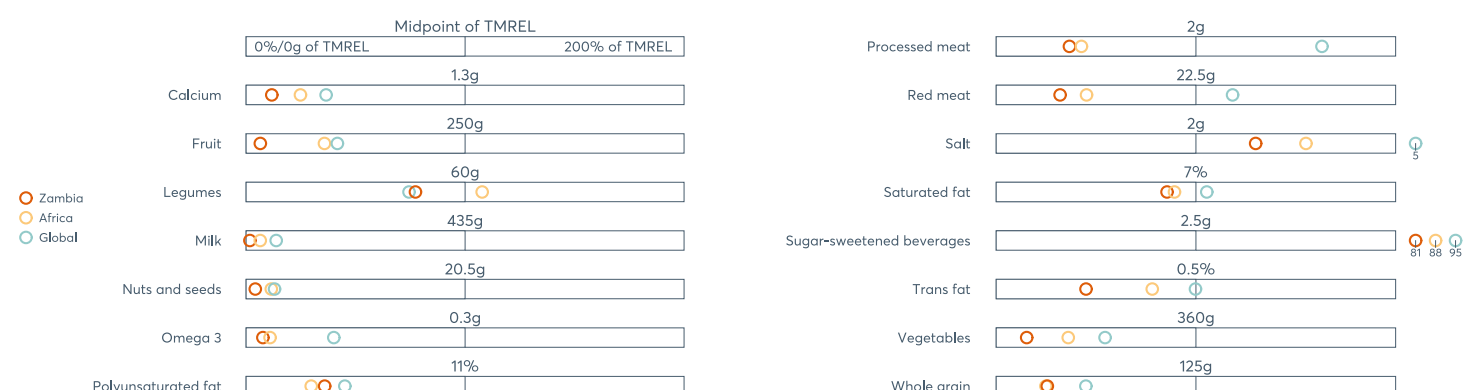 Midpoint of TMREL
0%/0g of TMREL 200% of TMREL
1.3g
Calcium
250g
Fruit
60g
Legumes
435g
Milk
20.5g
Nuts and seeds
0.3g
Omega 3
11%
Polyunsaturated fat
Zambia
Africa
Global
2g
Processed meat
22.5g
Red meat
2g
Salt
5
7%
Saturated fat
2.5g
Sugar-sweetened beverages
81 88 95
0.5%
Trans fat
360g
Vegetables
125g
Whole grain